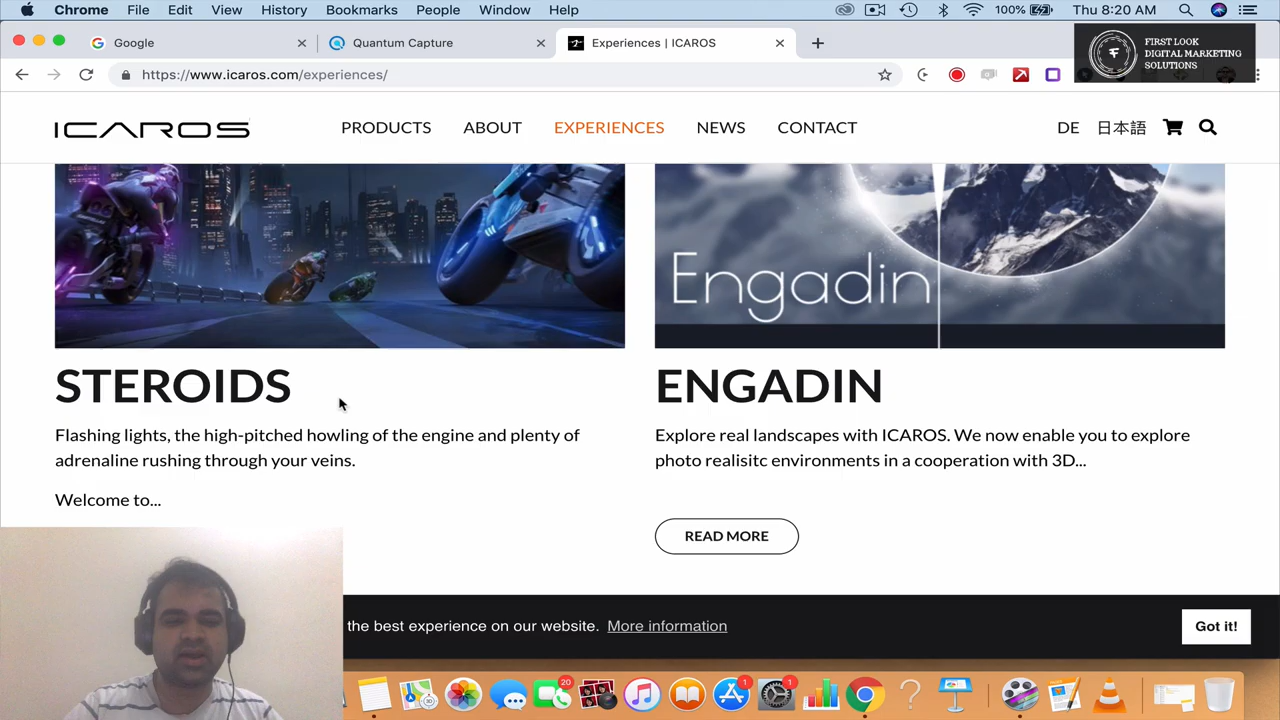 Chrome File Edit View History Bookmarks People Window Help 100% Thu 8:20 AM
Google Quantum Capture Experiences | ICAROS
FIRST LOOK
DIGITAL MARKETING
SOLUTIONS
https://www.icaros.com/experiences/
ICAROS PRODUCTS ABOUT EXPERIENCES NEWS CONTACT DE 日本語
Engadin
STEROIDS
Flashing lights, the high-pitched howling of the engine and plenty of
adrenaline rushing through your veins.
Welcome to...
ENGADIN
Explore real landscapes with ICAROS. We now enable you to explore
photo realisitc environments in a cooperation with 3D...
READ MORE
the best experience on our website. More information Got it!
20 1 1